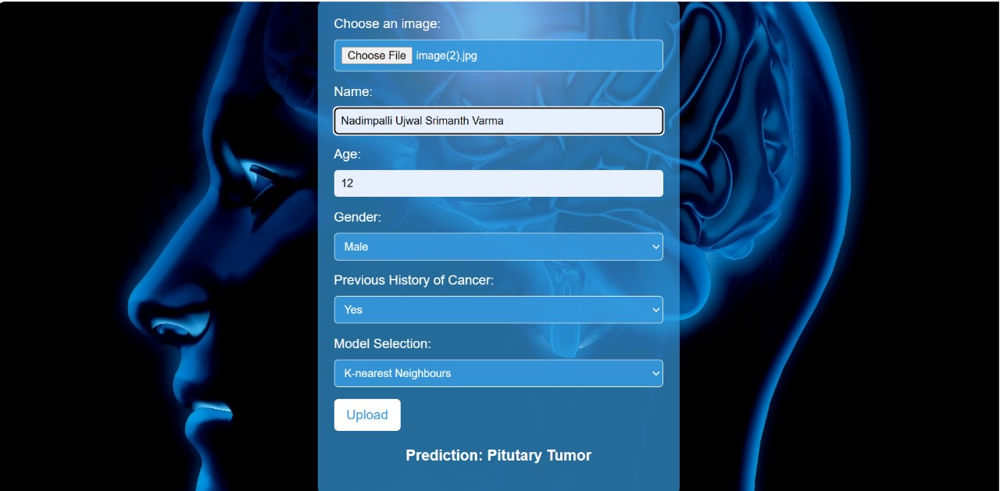 Choose an image:
Choose File image(2).jpg
Name:
Nadimpalli Ujwal Srimanth Varma
Age:
12
Gender:
Male
Previous History of Cancer:
Yes
Model Selection:
K-nearest Neighbours
Upload
Prediction: Pitutary Tumor